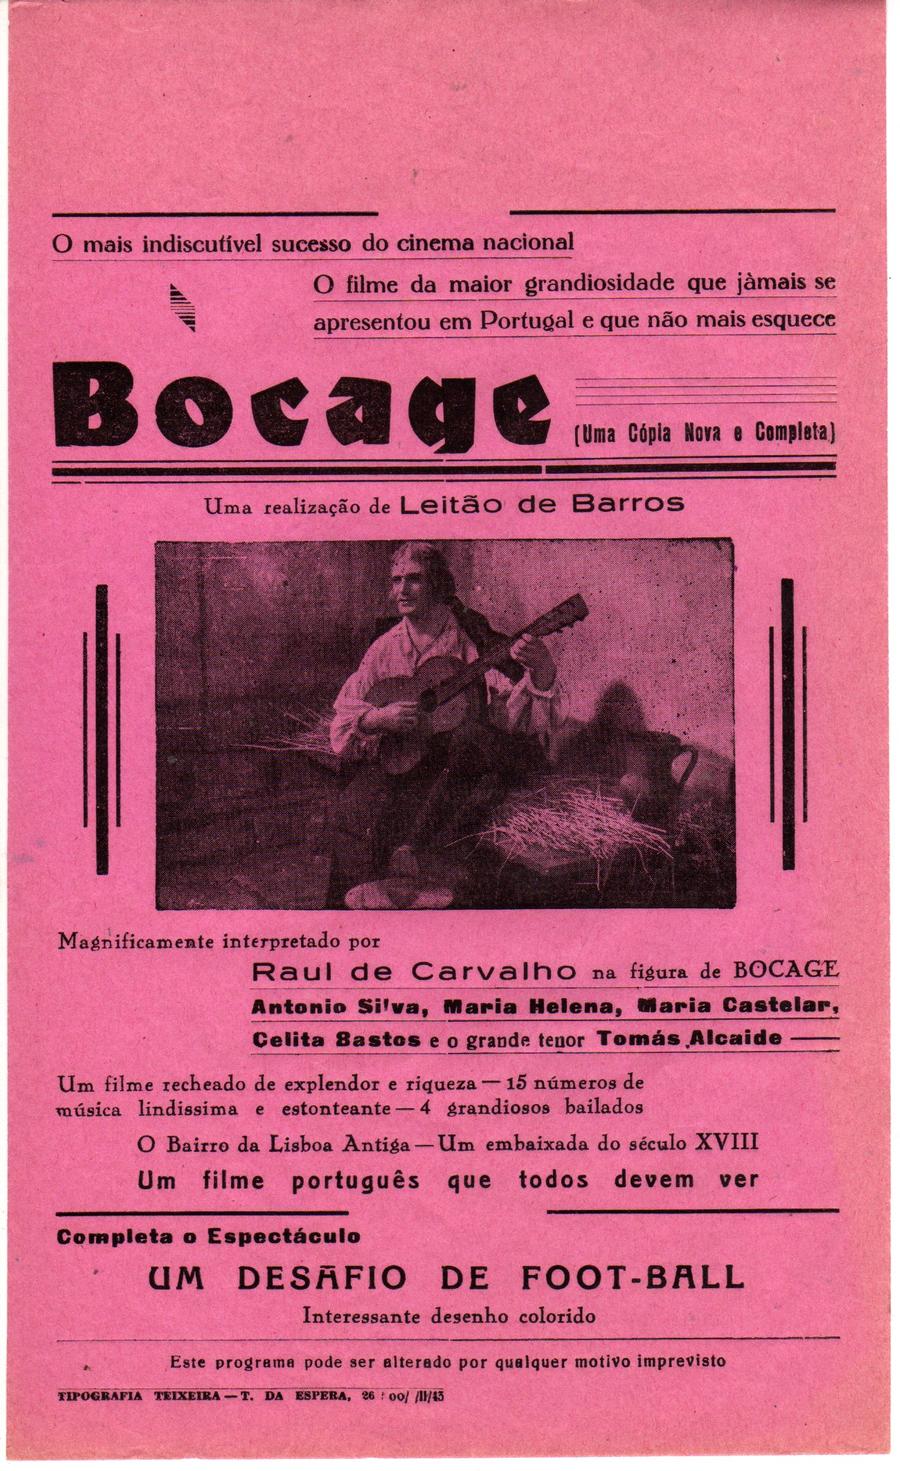 O mais indiscutível sucesso do cinema nacional
O filme da maior grandiosidade que jàmais se
apresentou em Portugal e que não mais esquece
Bocage
(Uma Cópia Nova e Completa)
Uma realização de Leitão de Barros
Magnificamente interpretado por
Raul de Carvalho na figura de BOCAGE
Antonio Silva, Maria Helena, Maria Castelar,
Celita Bastos e o grande tenor Tomás Alcaide —
Um filme recheado de explendor e riqueza — 15 números de
música lindissima e estonteante — 4 grandiosos bailados
O Bairro da Lisboa Antiga — Um embaixada do século XVIII
Um filme português que todos devem ver
Completa o Espectáculo
UM DESAFIO DE FOOT-BALL
Interessante desenho colorido
Este programa pode ser alterado por qualquer motivo imprevisto
TIPOGRAFIA TEIXEIRA — T. DA ESPERA, 26